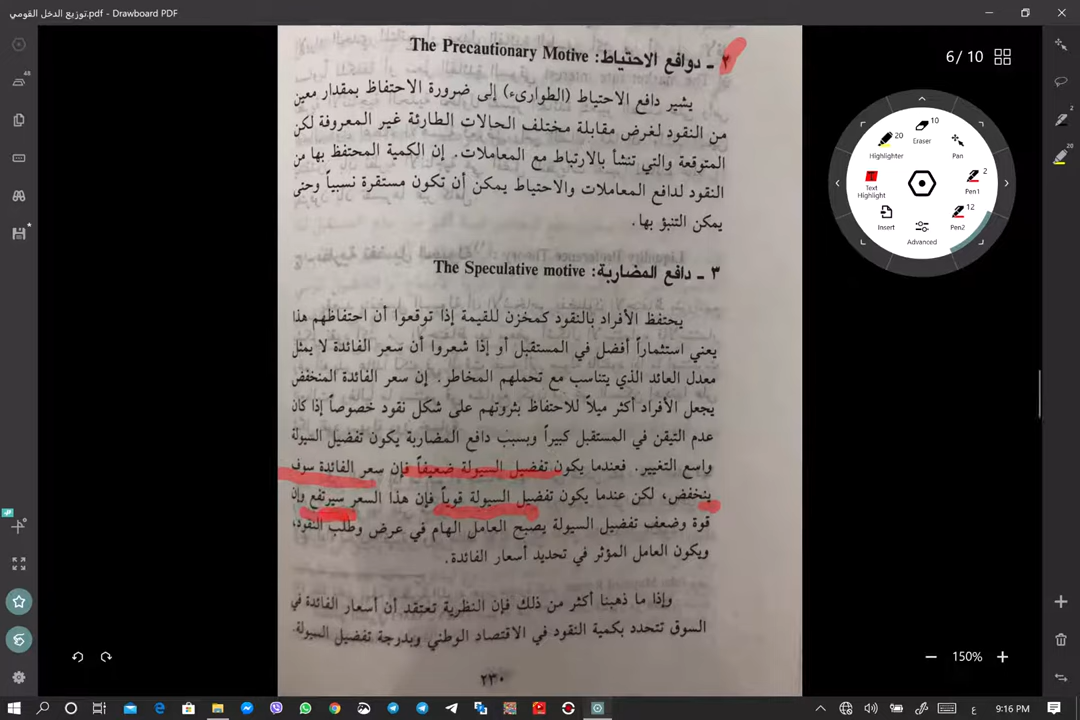 توزيع الدخل القومي.pdf - Drawboard PDF
6/10
48
10
Eraser
20
Highlighter
Pan
Text Highlight
2
Pen1
Insert
12
Pen2
Advanced
2
20
٢ ـ دوافع الاحتياط: The Precautionary Motive
يشير دافع الاحتياط (الطوارىء) إلى ضرورة الاحتفاظ بمقدار معين
من النقود لغرض مقابلة مختلف الحالات الطارئة غير المعروفة لكن
المتوقعة والتي تنشأ بالارتباط مع المعاملات. إن الكمية المحتفظ بها من
النقود لدافع المعاملات والاحتياط يمكن أن تكون مستقرة نسبياً وحتى
يمكن التنبؤ بها.
٣ ـ دافع المضاربة: The Speculative motive
يحتفظ الأفراد بالنقود كمخزن للقيمة إذا توقعوا أن احتفاظهم هذا
يعني استثماراً أفضل في المستقبل أو إذا شعروا أن سعر الفائدة لا يمثل
معدل العائد الذي يتناسب مع تحملهم المخاطر. إن سعر الفائدة المنخفض
يجعل الأفراد أكثر ميلاً للاحتفاظ بثروتهم على شكل نقود خصوصاً إذا كان
عدم التيقن في المستقبل كبيراً وبسبب دافع المضاربة يكون تفضيل السيولة
واسع التغيير. فعندما يكون تفضيل السيولة ضعيفاً فإن سعر الفائدة سوف
ينخفض، لكن عندما يكون تفضيل السيولة قوياً فإن هذا السعر سيرتفع وإن
قوة وضعف تفضيل السيولة يصبح العامل الهام في عرض وطلب النقود،
ويكون العامل المؤثر في تحديد أسعار الفائدة.
وإذا ما ذهبنا أكثر من ذلك فإن النظرية تعتقد أن أسعار الفائدة في
السوق تتحدد بكمية النقود في الاقتصاد الوطني وبدرجة تفضيل السيولة.
٢٣٠
150%
ع
9:16 PM